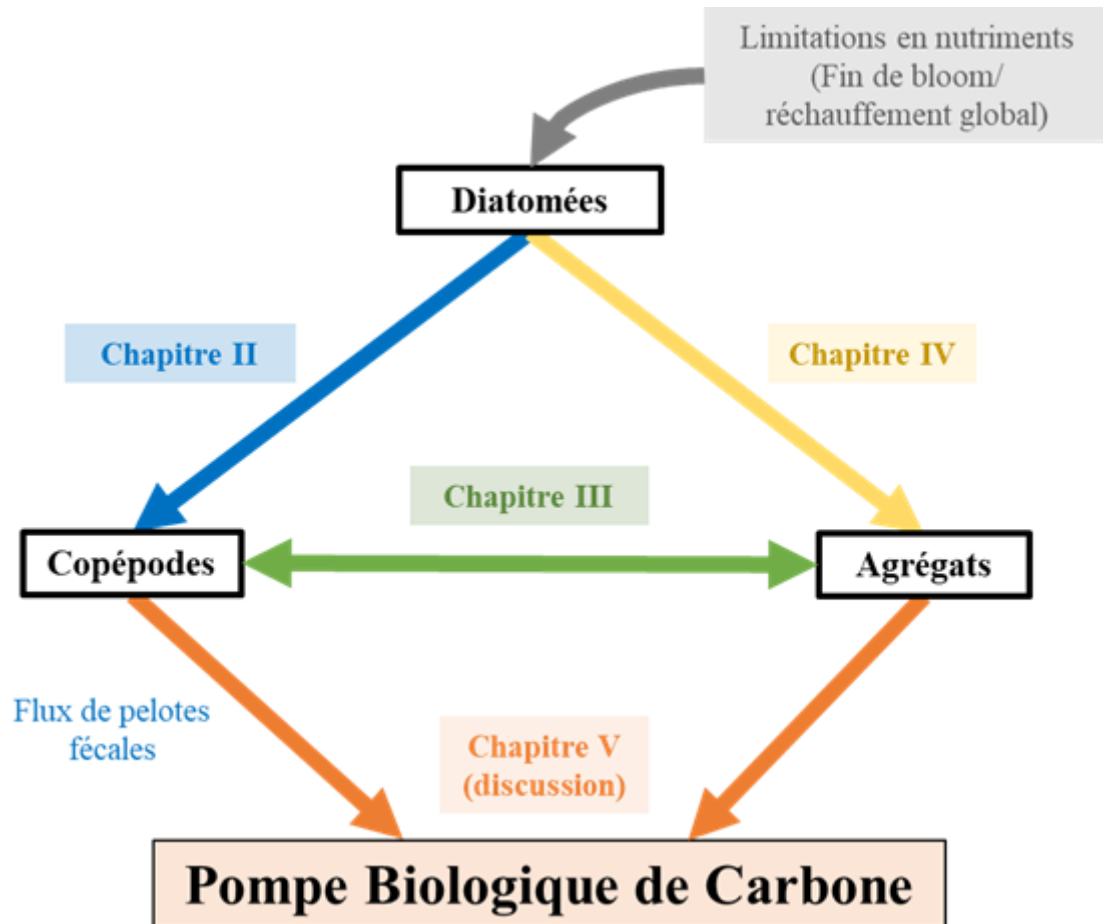 Limitations en nutriments
(Fin de bloom/
réchauffement global)
Diatomées
Chapitre II
Chapitre IV
Chapitre III
Copépodes
Agrégats
Flux de pelotes
fécales
Chapitre V
(discussion)
Pompe Biologique de Carbone